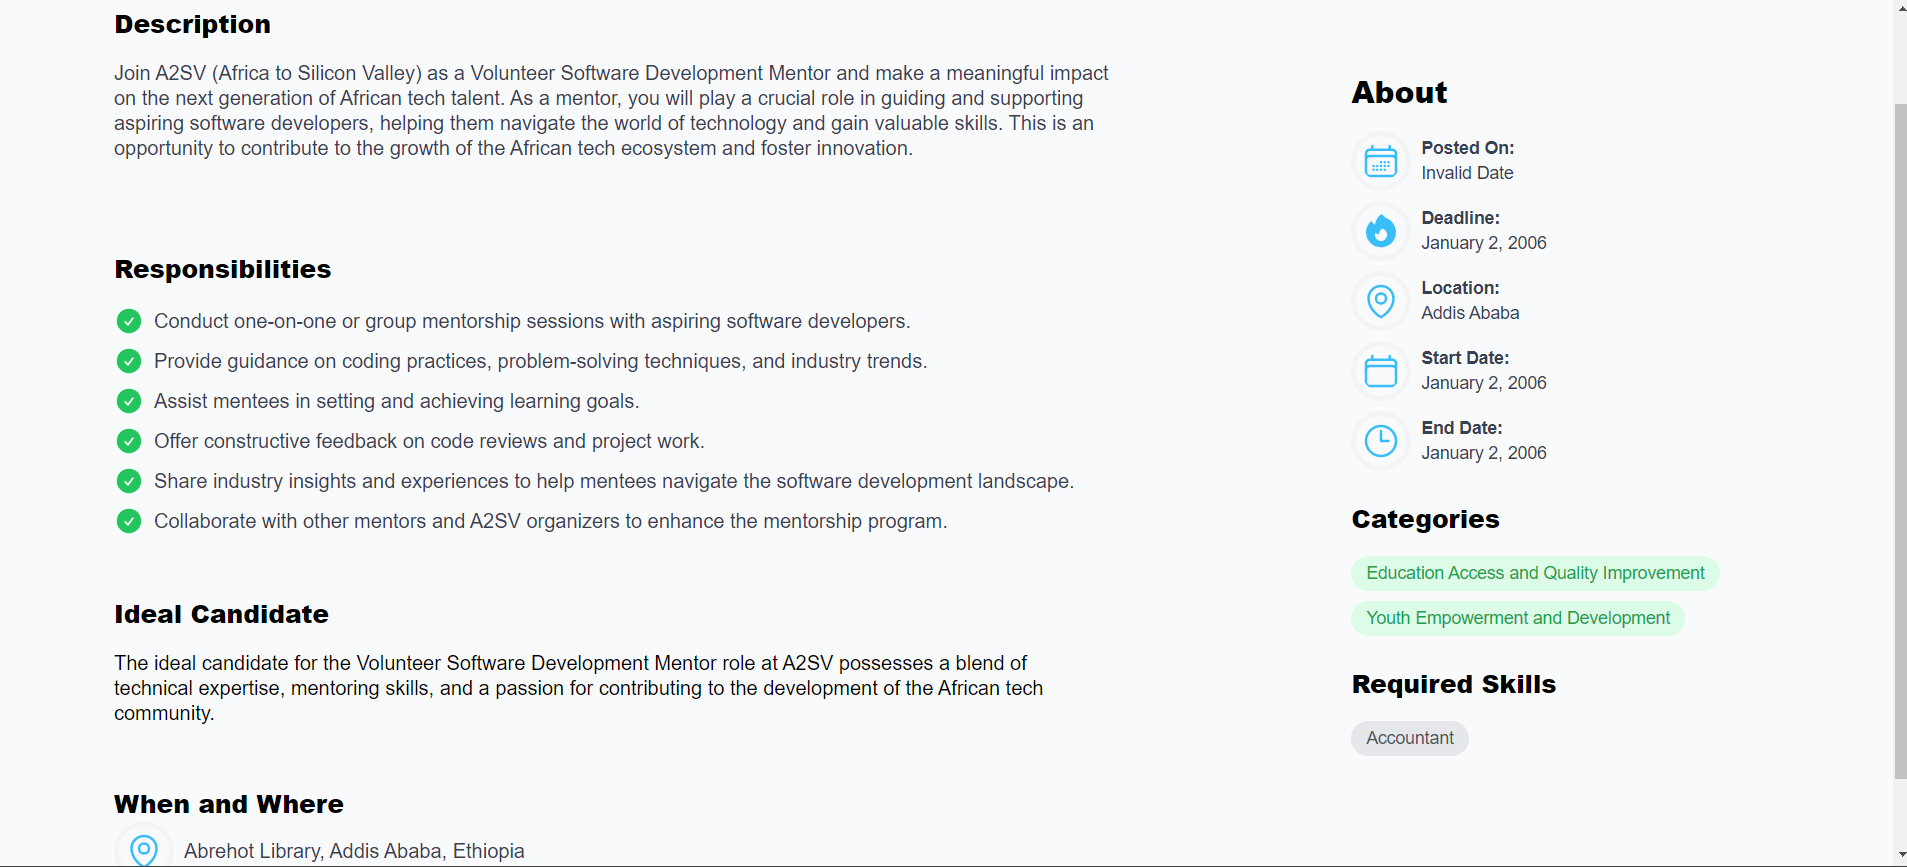 Description
Join A2SV (Africa to Silicon Valley) as a Volunteer Software Development Mentor and make a meaningful impact
on the next generation of African tech talent. As a mentor, you will play a crucial role in guiding and supporting
aspiring software developers, helping them navigate the world of technology and gain valuable skills. This is an
opportunity to contribute to the growth of the African tech ecosystem and foster innovation.
Responsibilities
Conduct one-on-one or group mentorship sessions with aspiring software developers.
Provide guidance on coding practices, problem-solving techniques, and industry trends.
Assist mentees in setting and achieving learning goals.
Offer constructive feedback on code reviews and project work.
Share industry insights and experiences to help mentees navigate the software development landscape.
Collaborate with other mentors and A2SV organizers to enhance the mentorship program.
Ideal Candidate
The ideal candidate for the Volunteer Software Development Mentor role at A2SV possesses a blend of
technical expertise, mentoring skills, and a passion for contributing to the development of the African tech
community.
When and Where
Abrehot Library, Addis Ababa, Ethiopia
About
Posted On:
Invalid Date
Deadline:
January 2, 2006
Location:
Addis Ababa
Start Date:
January 2, 2006
End Date:
January 2, 2006
Categories
Education Access and Quality Improvement
Youth Empowerment and Development
Required Skills
Accountant